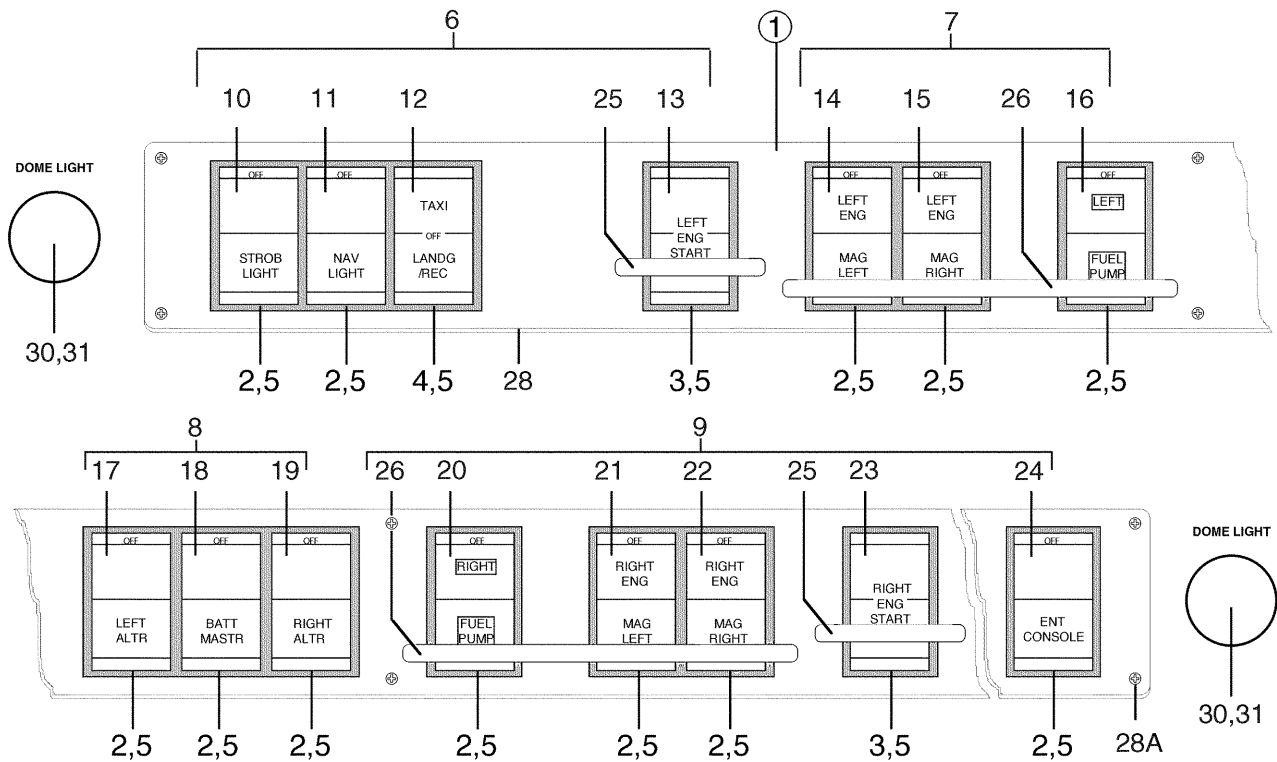 6
1
7
10
11
12
25
13
14
15
26
16
DOME LIGHT
OFF
OFF
TAXI
OFF
LANDG
/REC
STROB
LIGHT
NAV
LIGHT
LEFT
ENG
START
OFF
OFF
OFF
LEFT
ENG
LEFT
ENG
LEFT
MAG
LEFT
MAG
RIGHT
FUEL
PUMP
30,31
2,5
2,5
4,5
28
3,5
2,5
2,5
2,5
8
9
17
18
19
26
20
21
22
25
23
24
OFF
OFF
OFF
OFF
OFF
OFF
OFF
DOME LIGHT
RIGHT
RIGHT
ENG
RIGHT
ENG
LEFT
ALTR
BATT
MASTR
RIGHT
ALTR
FUEL
PUMP
MAG
LEFT
MAG
RIGHT
RIGHT
ENG
START
ENT
CONSOLE
2,5
2,5
2,5
2,5
2,5
2,5
3,5
2,5
28A
30,31